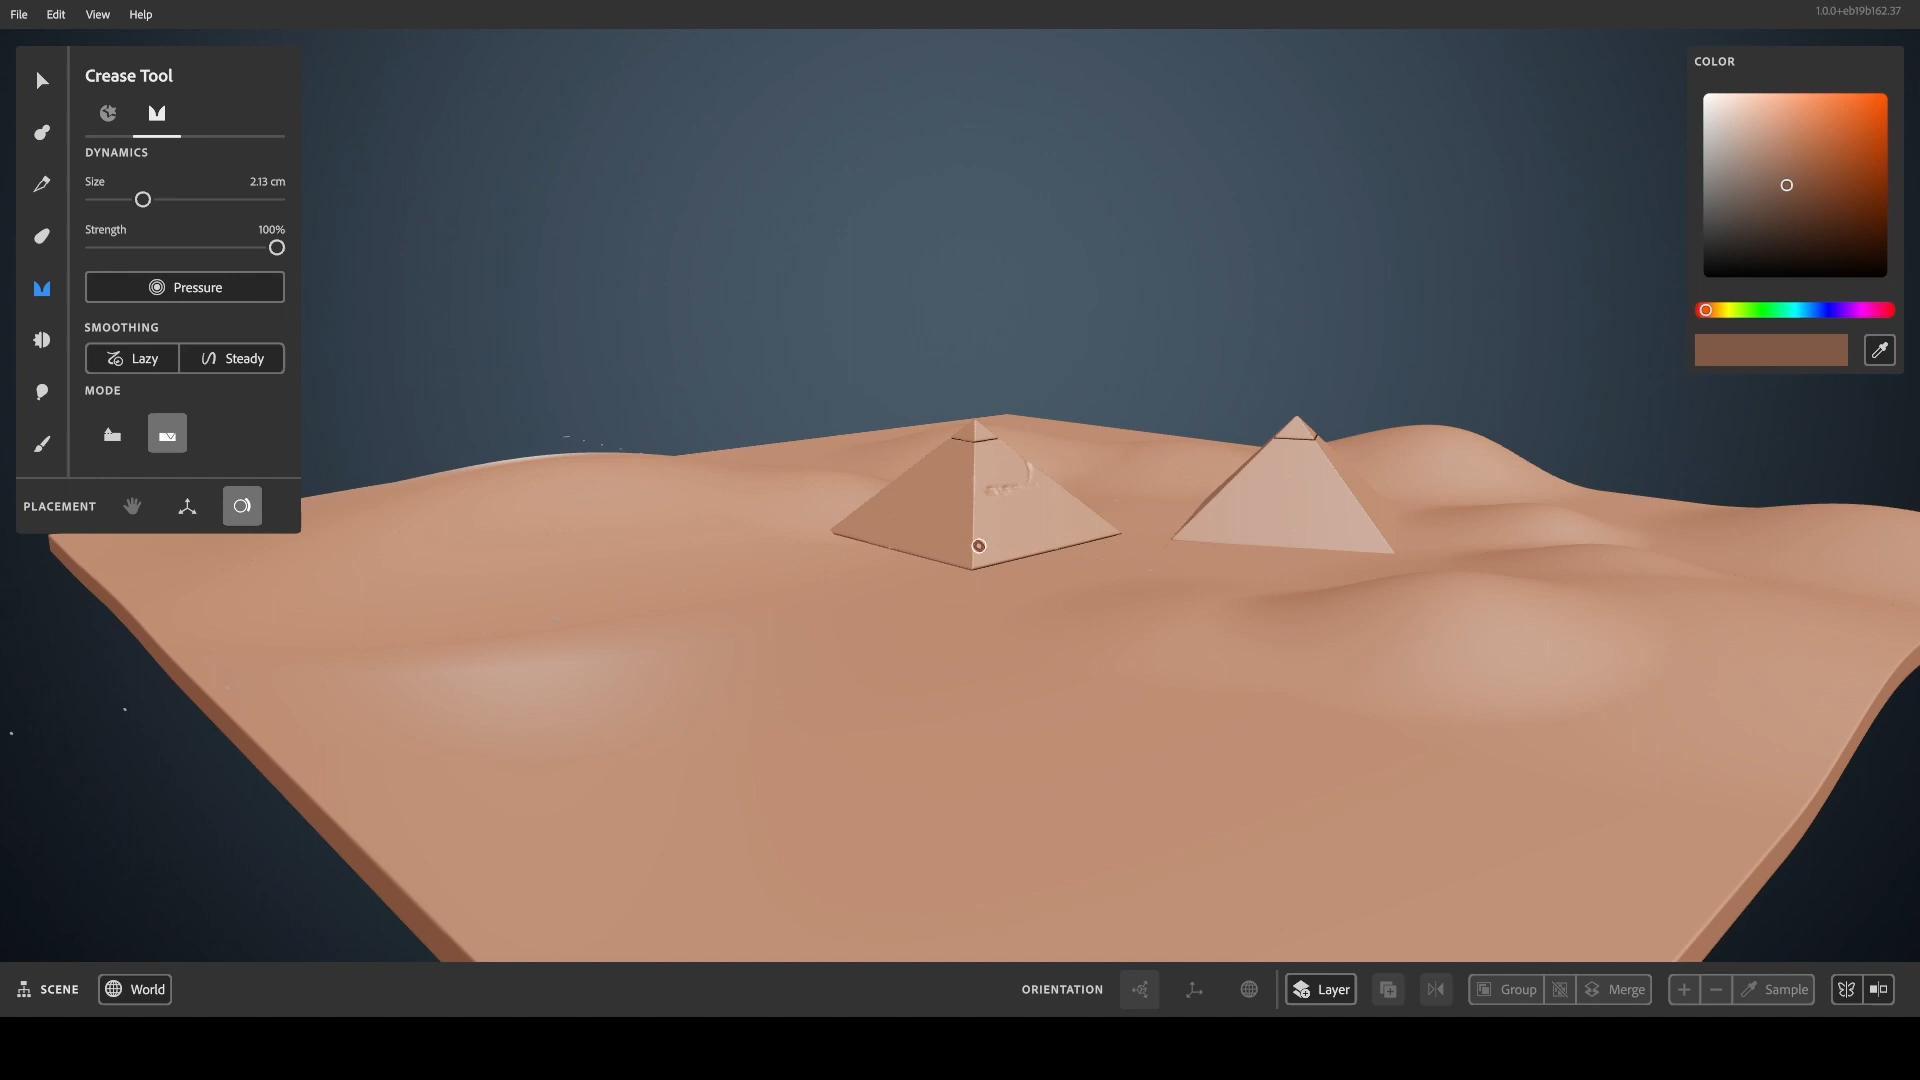 File Edit View Help
1.0.0+eb19b162.37
Crease Tool
DYNAMICS
Size 2.13 cm
Strength 100%
Pressure
SMOOTHING
Lazy Steady
MODE
PLACEMENT
COLOR
SCENE World ORIENTATION Layer Group Merge Sample